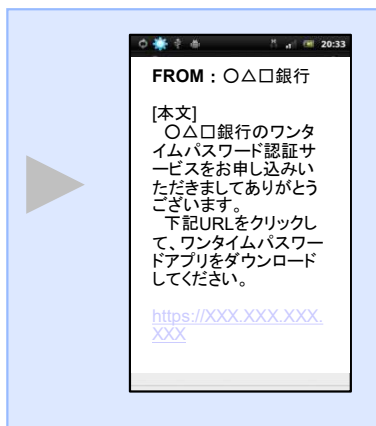 20:33
FROM：〇△□銀行
[本文]
　〇△□銀行のワンタ
イムパスワード認証サ
ービスをお申し込みい
ただきましてありがとう
ございます。
　下記URLをクリックし
て、ワンタイムパスワー
ドアプリをダウンロード
してください。
https://XXX.XXX.XXX.
XXX